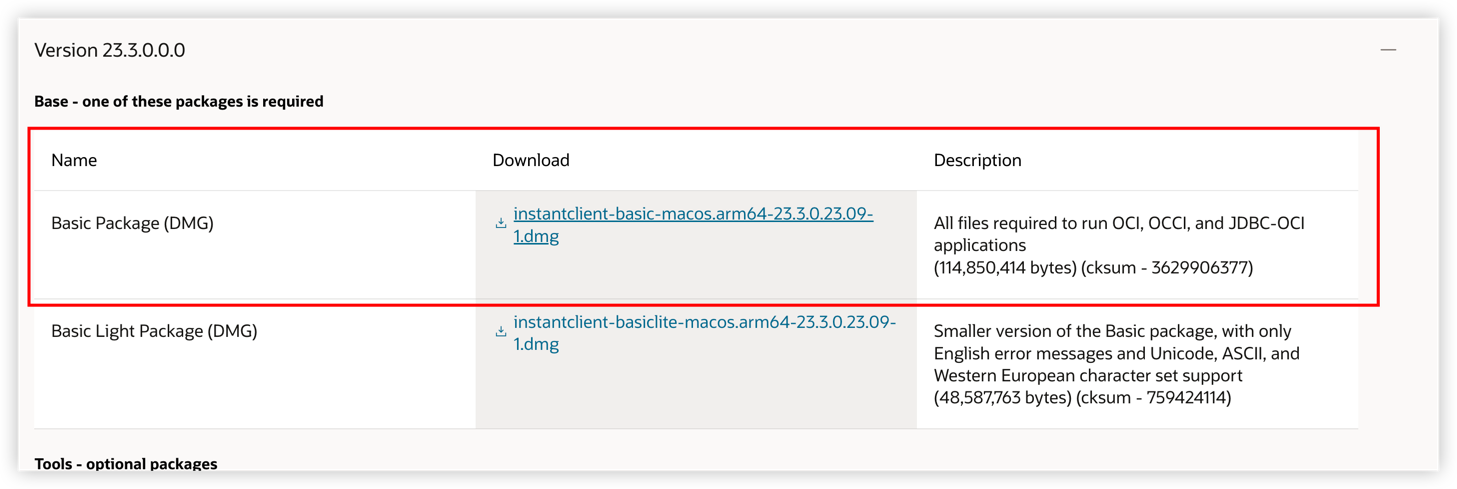 Version 23.3.0.0.0
Base - one of these packages is required
Name
Download
Description
Basic Package (DMG)
instantclient-basic-macos.arm64-23.3.0.23.09-
1.dmg
All files required to run OCI, OCCI, and JDBC-OCI
applications
(114,850,414 bytes) (cksum - 3629906377)
Basic Light Package (DMG)
instantclient-basiclite-macos.arm64-23.3.0.23.09-
1.dmg
Smaller version of the Basic package, with only
English error messages and Unicode, ASCII, and
Western European character set support
(48,587,763 bytes) (cksum - 759424114)
Tools - optional packages